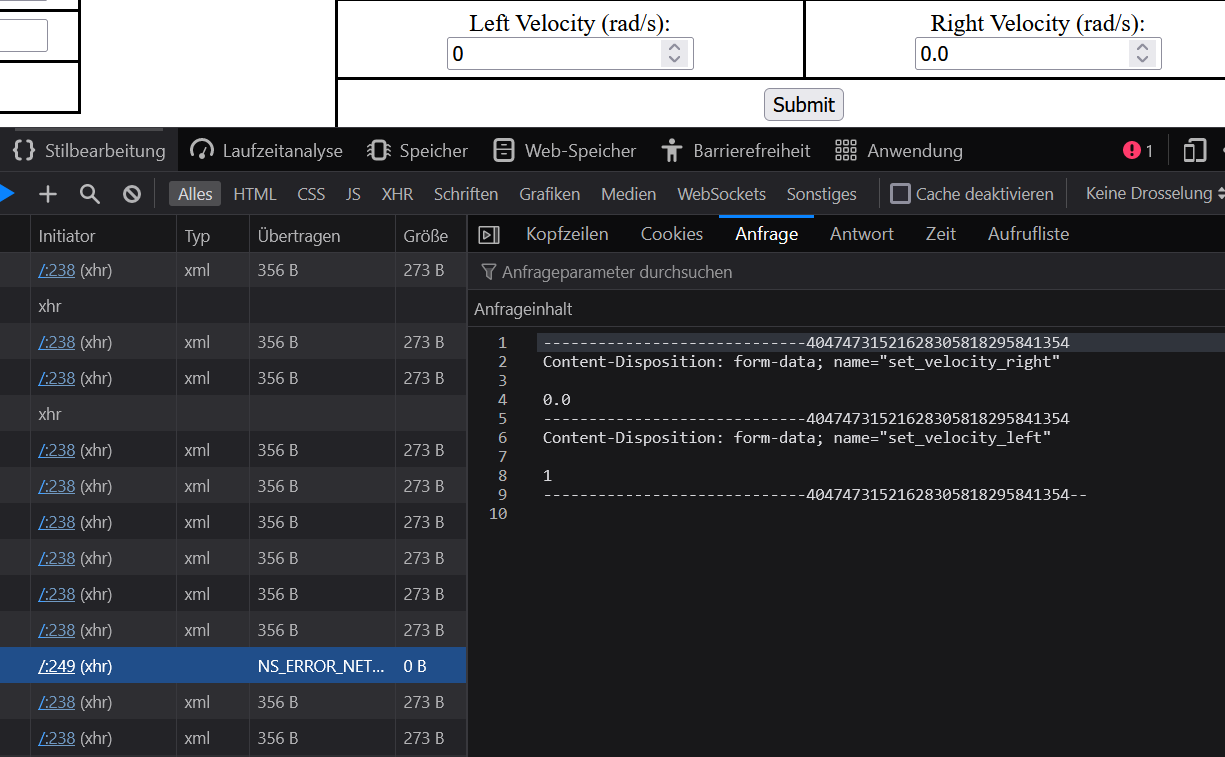 Left Velocity (rad/s):
Right Velocity (rad/s):
0
0.0
Submit
Stilbearbeitung
Laufzeitanalyse
Speicher
Web-Speicher
Barrierefreiheit
Anwendung
1
Alles
HTML
CSS
JS
XHR
Schriften
Grafiken
Medien
WebSockets
Sonstiges
Cache deaktivieren
Keine Drosselung
Initiator
Typ
Übertragen
Größe
/:238 (xhr) xml 356 B 273 B
xhr
/:238 (xhr) xml 356 B 273 B
/:238 (xhr) xml 356 B 273 B
xhr
/:238 (xhr) xml 356 B 273 B
/:238 (xhr) xml 356 B 273 B
/:238 (xhr) xml 356 B 273 B
/:238 (xhr) xml 356 B 273 B
/:238 (xhr) xml 356 B 273 B
/:238 (xhr) xml 356 B 273 B
/:249 (xhr) NS_ERROR_NET... 0 B
/:238 (xhr) xml 356 B 273 B
/:238 (xhr) xml 356 B 273 B
Kopfzeilen
Cookies
Anfrage
Antwort
Zeit
Aufrufliste
Anfrageparameter durchsuchen
Anfrageinhalt
1 -----------------------------40474731521628305818295841354
2 Content-Disposition: form-data; name="set_velocity_right"
3
4 0.0
5 -----------------------------40474731521628305818295841354
6 Content-Disposition: form-data; name="set_velocity_left"
7
8 1
9 -----------------------------40474731521628305818295841354--
10